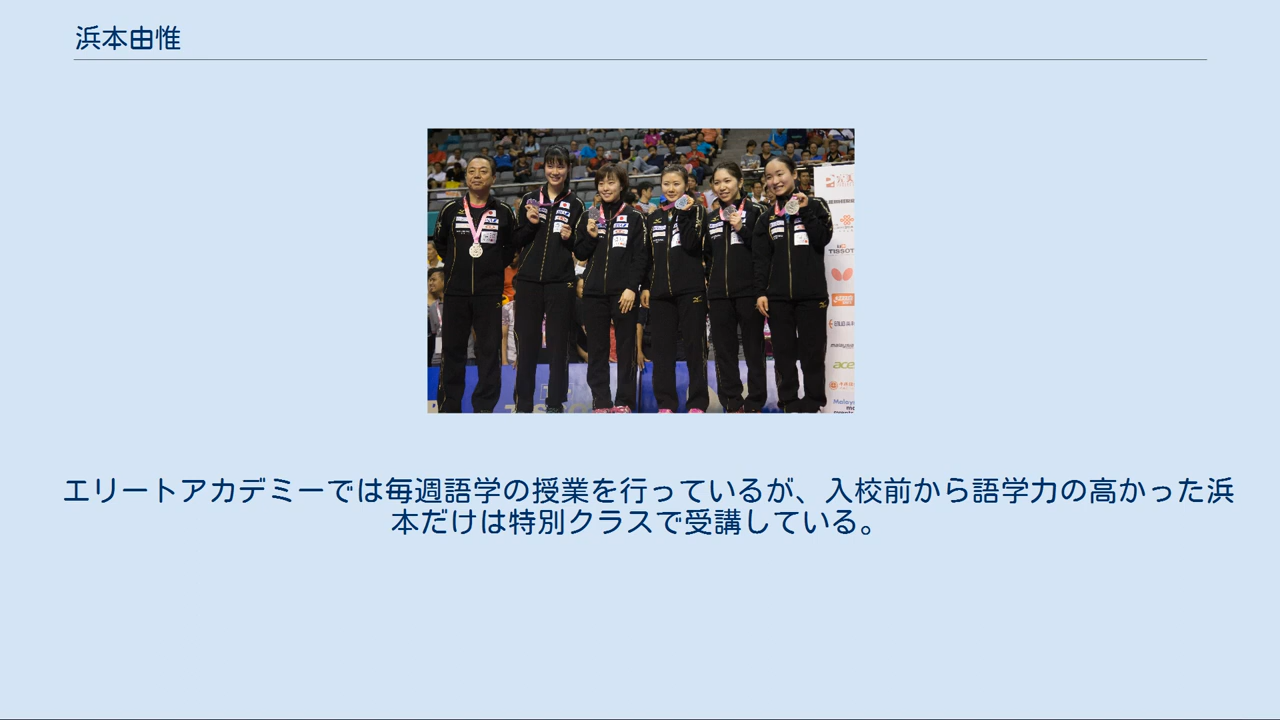 浜本由惟
TISSOT
acer
Malaysia
エリートアカデミーでは毎週語学の授業を行っているが、入校前から語学力の高かった浜
本だけは特別クラスで受講している。